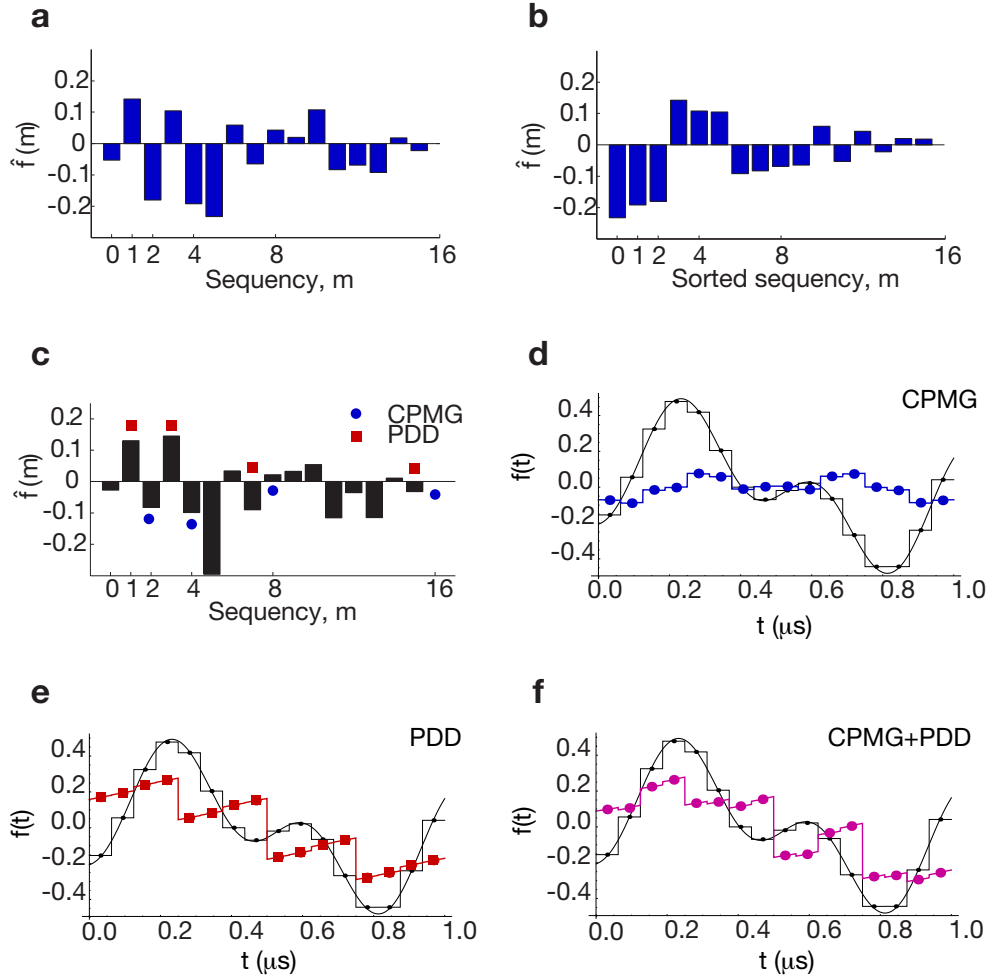 a
0.2
0.1
0
-0.1
-0.2
f̂ (m)
0 1 2 4 8 16
Sequency, m
b
0.2
0.1
0
-0.1
-0.2
f̂ (m)
0 1 2 4 8 16
Sorted sequency, m
c
CPMG
PDD
0.2
0.1
0
-0.1
-0.2
f̂ (m)
0 1 2 4 8 16
Sequency, m
d
CPMG
0.4
0.2
0.0
-0.2
-0.4
f(t)
0.0 0.2 0.4 0.6 0.8 1.0
t (μs)
e
PDD
0.4
0.2
0.0
-0.2
-0.4
f(t)
0.0 0.2 0.4 0.6 0.8 1.0
t (μs)
f
CPMG+PDD
0.4
0.2
0.0
-0.2
-0.4
f(t)
0.0 0.2 0.4 0.6 0.8 1.0
t (μs)